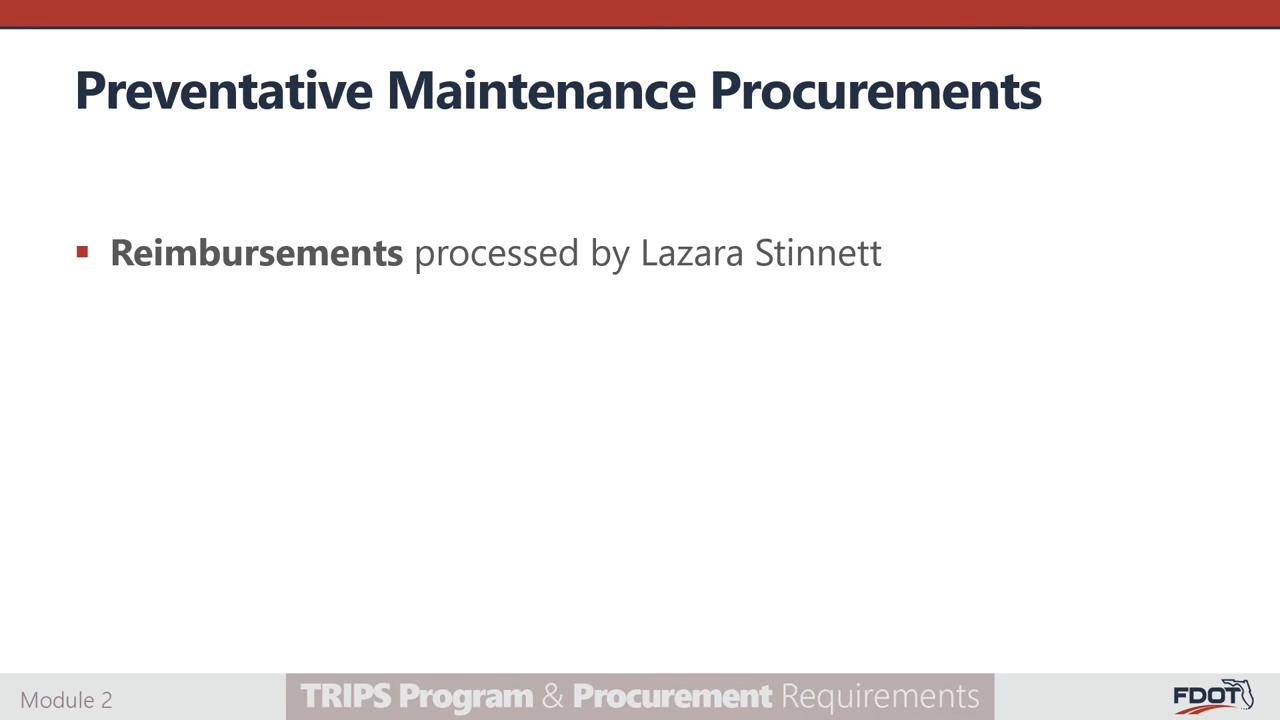 Preventative Maintenance Procurements
▪ Reimbursements processed by Lazara Stinnett
Module 2
TRIPS Program & Procurement Requirements
FDOT